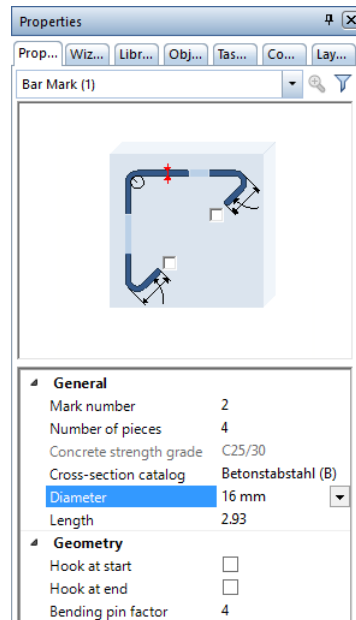 Properties
Prop... Wiz... Libr... Obj... Tas... Co... Lay...
Bar Mark (1)
General
Mark number 2
Number of pieces 4
Concrete strength grade C25/30
Cross-section catalog Betonstabstahl (B)
Diameter 16 mm
Length 2.93
Geometry
Hook at start
Hook at end
Bending pin factor 4